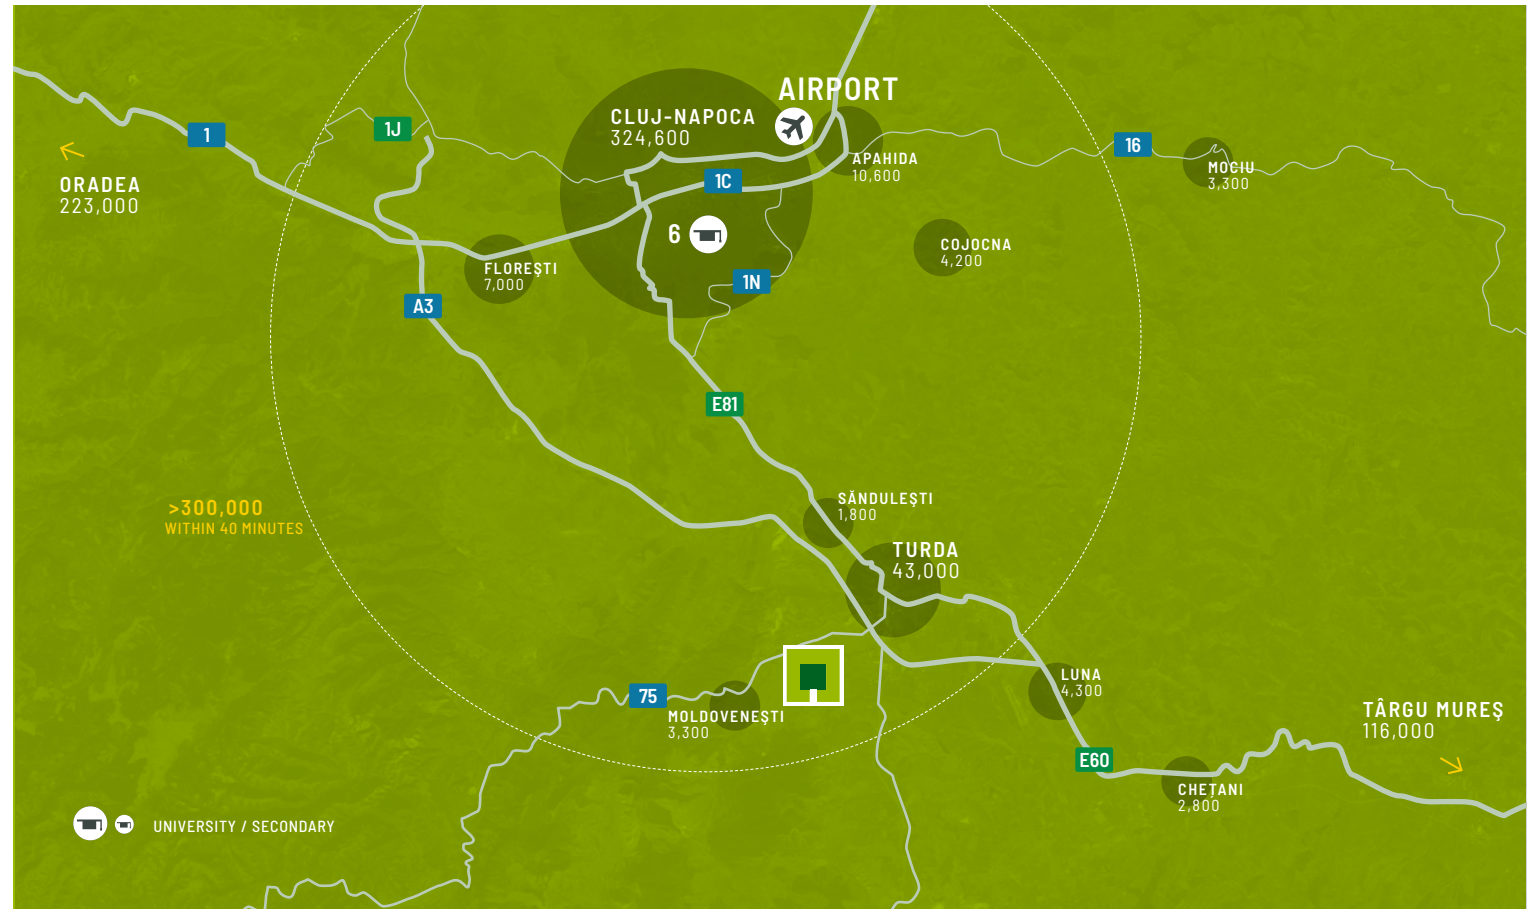 AIRPORT
CLUJ-NAPOCA
324,600
1J
1
16
APAHIDA
10,600
MOCIU
3,300
ORADEA
223,000
1C
6
COJOCNA
4,200
FLOREŞTI
7,000
1N
A3
E81
SĂNDULEŞTI
1,800
>300,000
WITHIN 40 MINUTES
TURDA
43,000
LUNA
4,300
75
MOLDOVENEŞTI
3,300
TÂRGU MUREŞ
116,000
E60
CHEȚANI
2,800
UNIVERSITY / SECONDARY